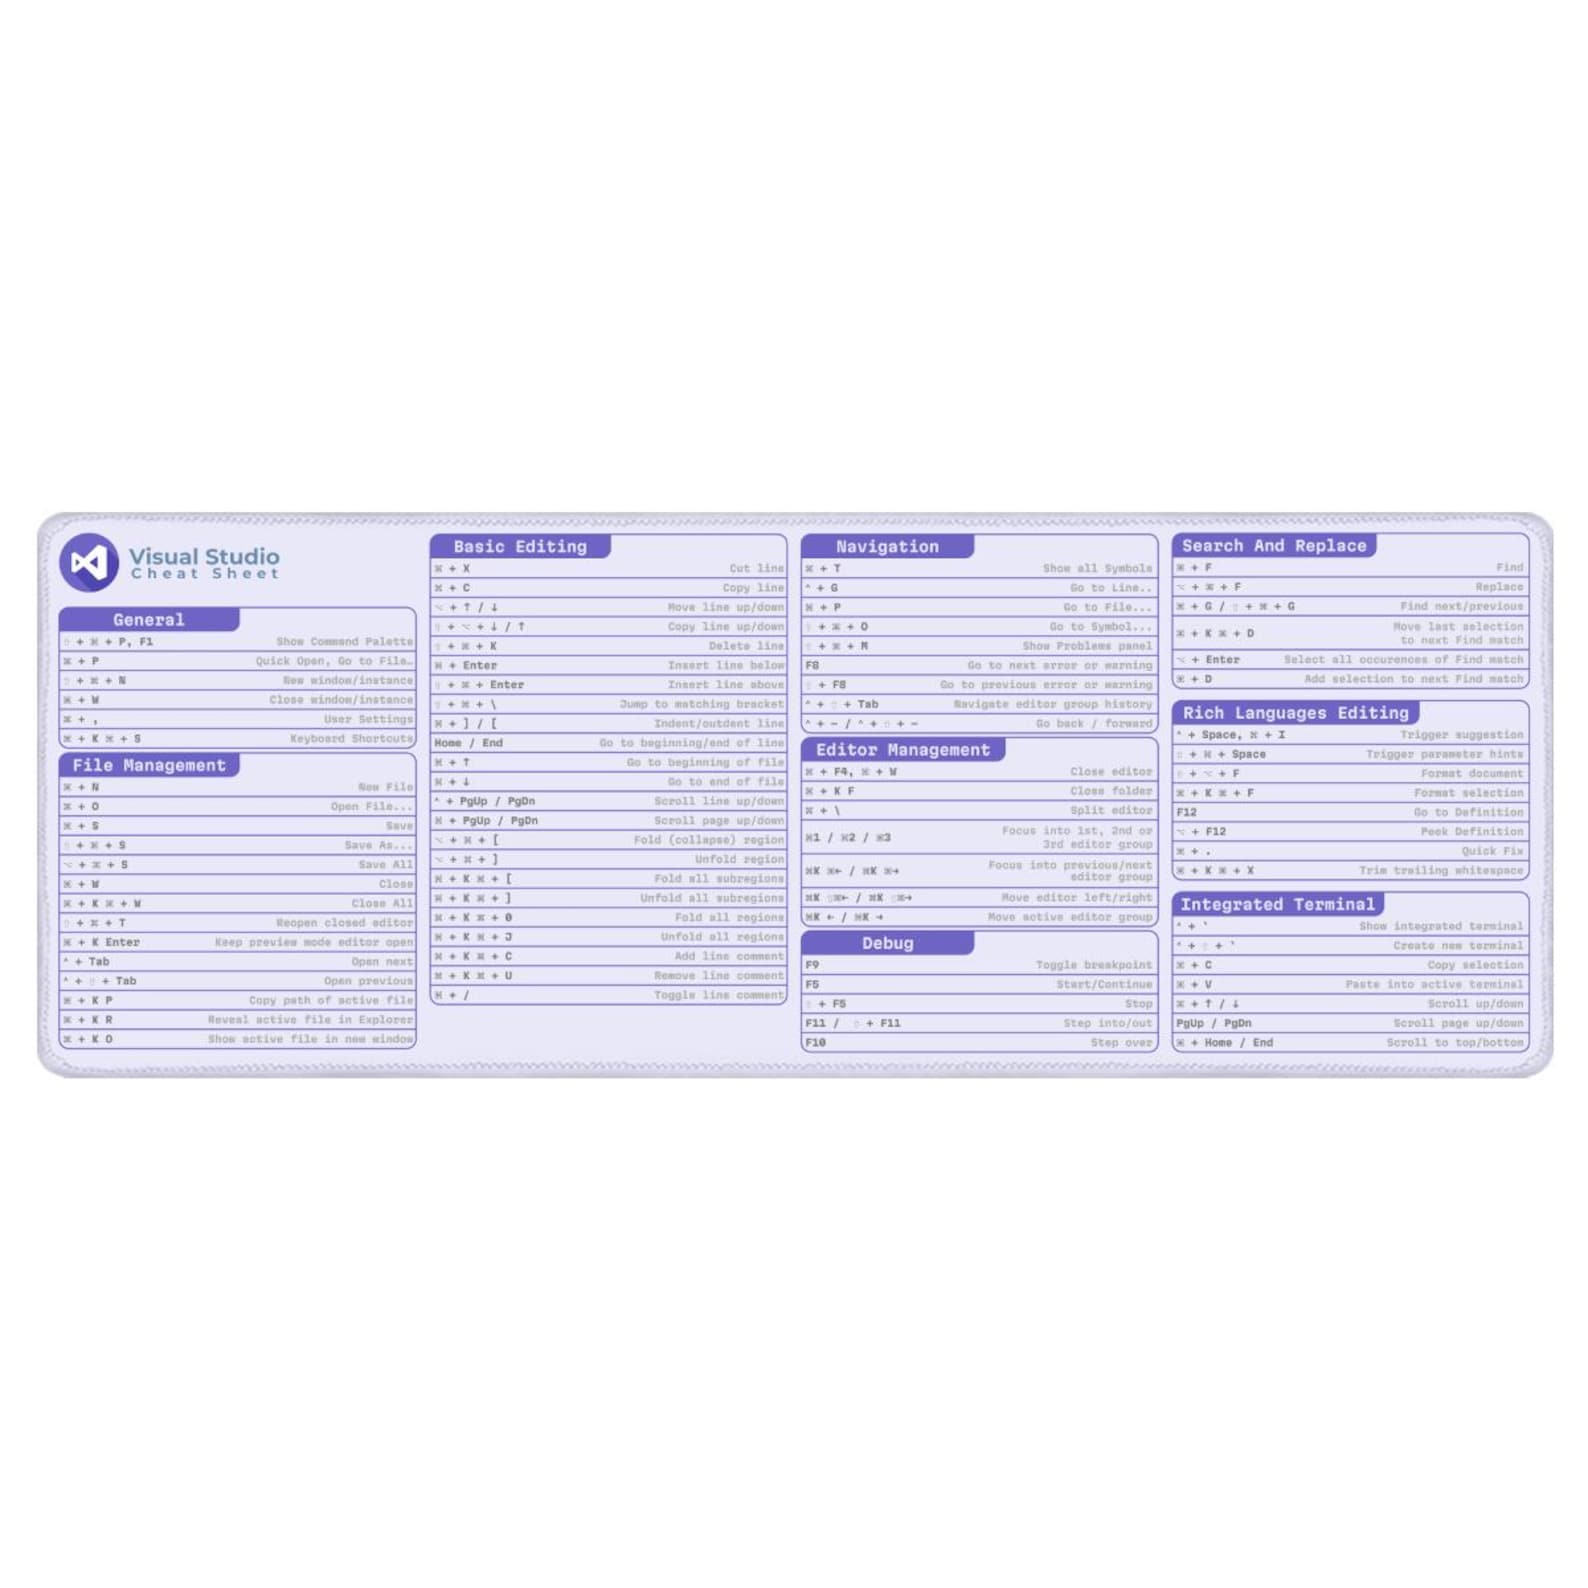 Visual Studio
Cheat Sheet
General
⇧ + ⌘ + P, F1 Show Command Palette
⌘ + P Quick Open, Go to File…
⇧ + ⌘ + N New window/instance
⌘ + W Close window/instance
⌘ + , User Settings
⌘ + K ⌘ + S Keyboard Shortcuts
File Management
⌘ + N New File
⌘ + O Open File...
⌘ + S Save
⇧ + ⌘ + S Save As...
⌥ + ⌘ + S Save All
⌘ + W Close
⌘ + K ⌘ + W Close All
⇧ + ⌘ + T Reopen closed editor
⌘ + K Enter Keep preview mode editor open
⌃ + Tab Open next
⌃ + ⇧ + Tab Open previous
⌘ + K P Copy path of active file
⌘ + K R Reveal active file in Explorer
⌘ + K O Show active file in new window
Basic Editing
⌘ + X Cut line
⌘ + C Copy line
⌥ + ↑ / ↓ Move line up/down
⇧ + ⌥ + ↓ / ↑ Copy line up/down
⇧ + ⌘ + K Delete line
⌘ + Enter Insert line below
⇧ + ⌘ + Enter Insert line above
⇧ + ⌘ + \ Jump to matching bracket
⌘ + ] / [ Indent/outdent line
Home / End Go to beginning/end of line
⌘ + ↑ Go to beginning of file
⌘ + ↓ Go to end of file
⌃ + PgUp / PgDn Scroll line up/down
⌘ + PgUp / PgDn Scroll page up/down
⌥ + ⌘ + [ Fold (collapse) region
⌥ + ⌘ + ] Unfold region
⌘ + K ⌘ + [ Fold all subregions
⌘ + K ⌘ + ] Unfold all subregions
⌘ + K ⌘ + 0 Fold all regions
⌘ + K ⌘ + J Unfold all regions
⌘ + K ⌘ + C Add line comment
⌘ + K ⌘ + U Remove line comment
⌘ + / Toggle line comment
Navigation
⌘ + T Show all Symbols
⌃ + G Go to Line..
⌘ + P Go to File...
⇧ + ⌘ + O Go to Symbol...
⇧ + ⌘ + M Show Problems panel
F8 Go to next error or warning
⇧ + F8 Go to previous error or warning
⌃ + ⇧ + Tab Navigate editor group history
⌃ + – / ⌃ + ⇧ + – Go back / forward
Editor Management
⌘ + F4, ⌘ + W Close editor
⌘ + K F Close folder
⌘ + \ Split editor
⌘1 / ⌘2 / ⌘3 Focus into 1st, 2nd or
3rd editor group
⌘K ⌘← / ⌘K ⌘→ Focus into previous/next
editor group
⌘K ⇧⌘← / ⌘K ⇧⌘→ Move editor left/right
⌘K ← / ⌘K → Move active editor group
Debug
F9 Toggle breakpoint
F5 Start/Continue
⇧ + F5 Stop
F11 / ⇧ + F11 Step into/out
F10 Step over
Search And Replace
⌘ + F Find
⌥ + ⌘ + F Replace
⌘ + G / ⇧ + ⌘ + G Find next/previous
⌘ + K ⌘ + D Move last selection
to next Find match
⌥ + Enter Select all occurences of Find match
⌘ + D Add selection to next Find match
Rich Languages Editing
⌃ + Space, ⌘ + I Trigger suggestion
⇧ + ⌘ + Space Trigger parameter hints
⇧ + ⌥ + F Format document
⌘ + K ⌘ + F Format selection
F12 Go to Definition
⌥ + F12 Peek Definition
⌘ + . Quick Fix
⌘ + K ⌘ + X Trim trailing whitespace
Integrated Terminal
⌃ + ` Show integrated terminal
⌃ + ⇧ + ` Create new terminal
⌘ + C Copy selection
⌘ + V Paste into active terminal
⌘ + ↑ / ↓ Scroll up/down
PgUp / PgDn Scroll page up/down
⌘ + Home / End Scroll to top/bottom